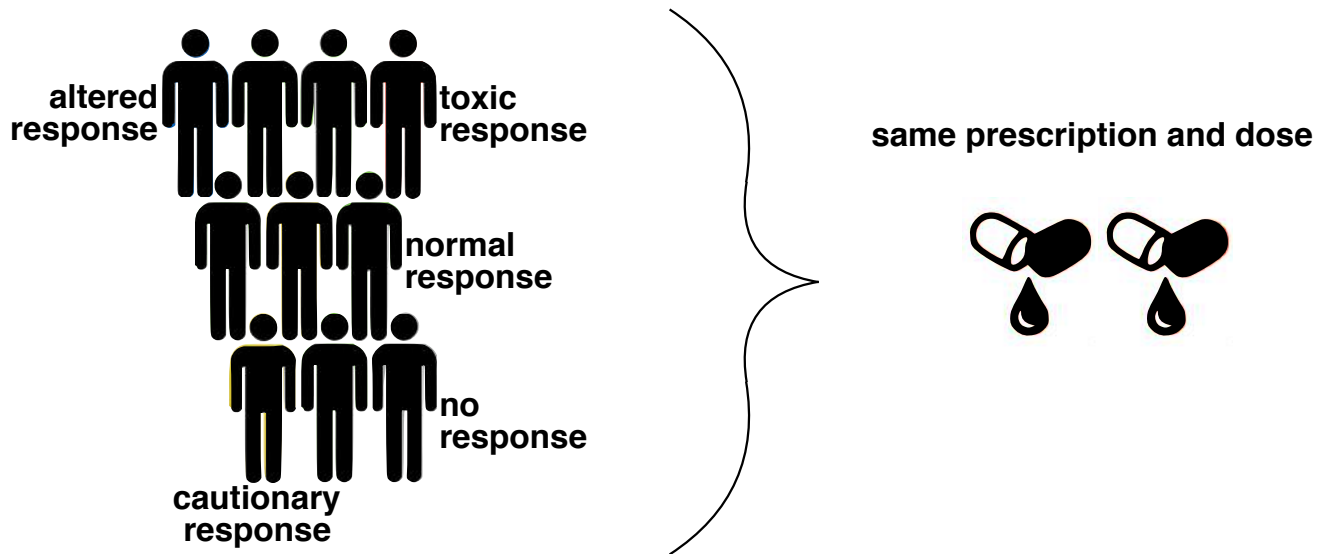 altered
response
toxic
response
same prescription and dose
normal
response
no
response
cautionary
response